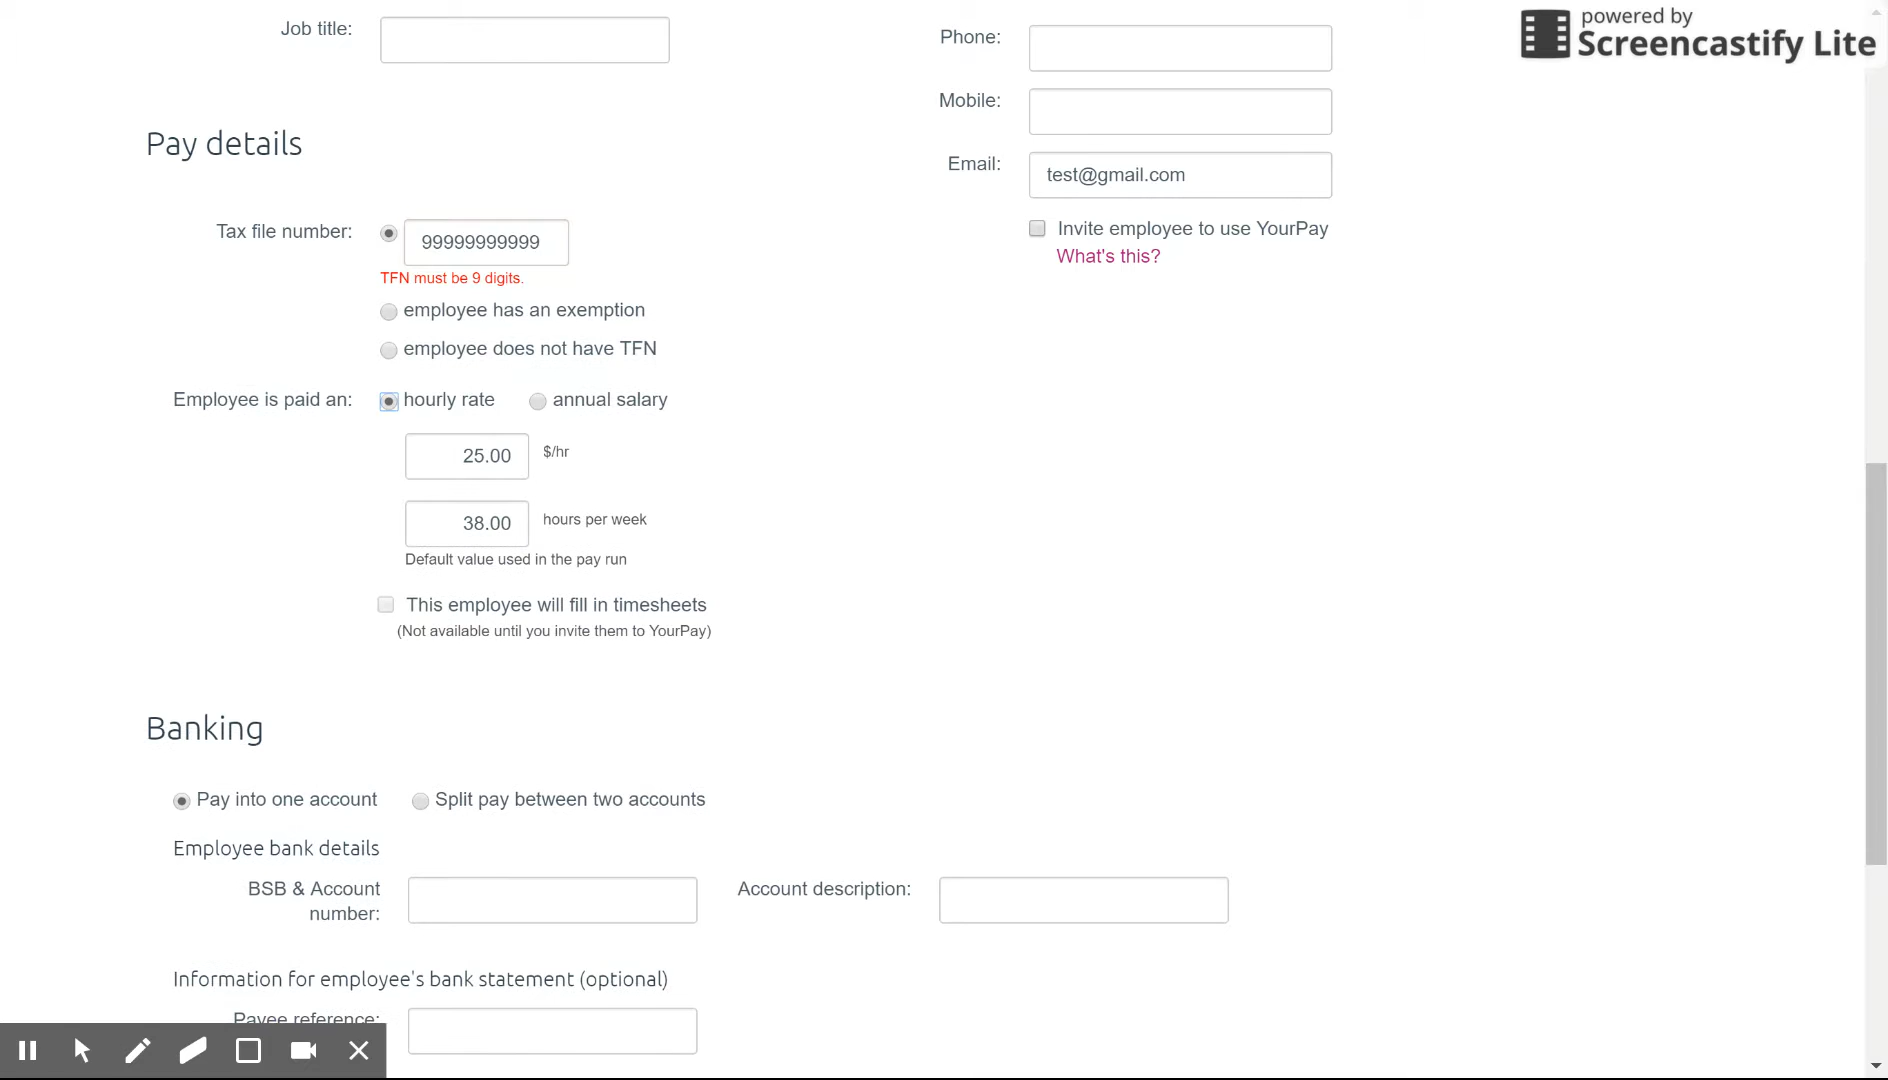 powered by
Screencastify Lite
Job title:
Phone:
Mobile:
Email:
test@gmail.com
Invite employee to use YourPay
What's this?
Pay details
Tax file number:
99999999999
TFN must be 9 digits.
employee has an exemption
employee does not have TFN
Employee is paid an:
hourly rate
annual salary
25.00
$/hr
38.00
hours per week
Default value used in the pay run
This employee will fill in timesheets
(Not available until you invite them to YourPay)
Banking
Pay into one account
Split pay between two accounts
Employee bank details
BSB & Account
number:
Account description:
Information for employee's bank statement (optional)
Payee reference: